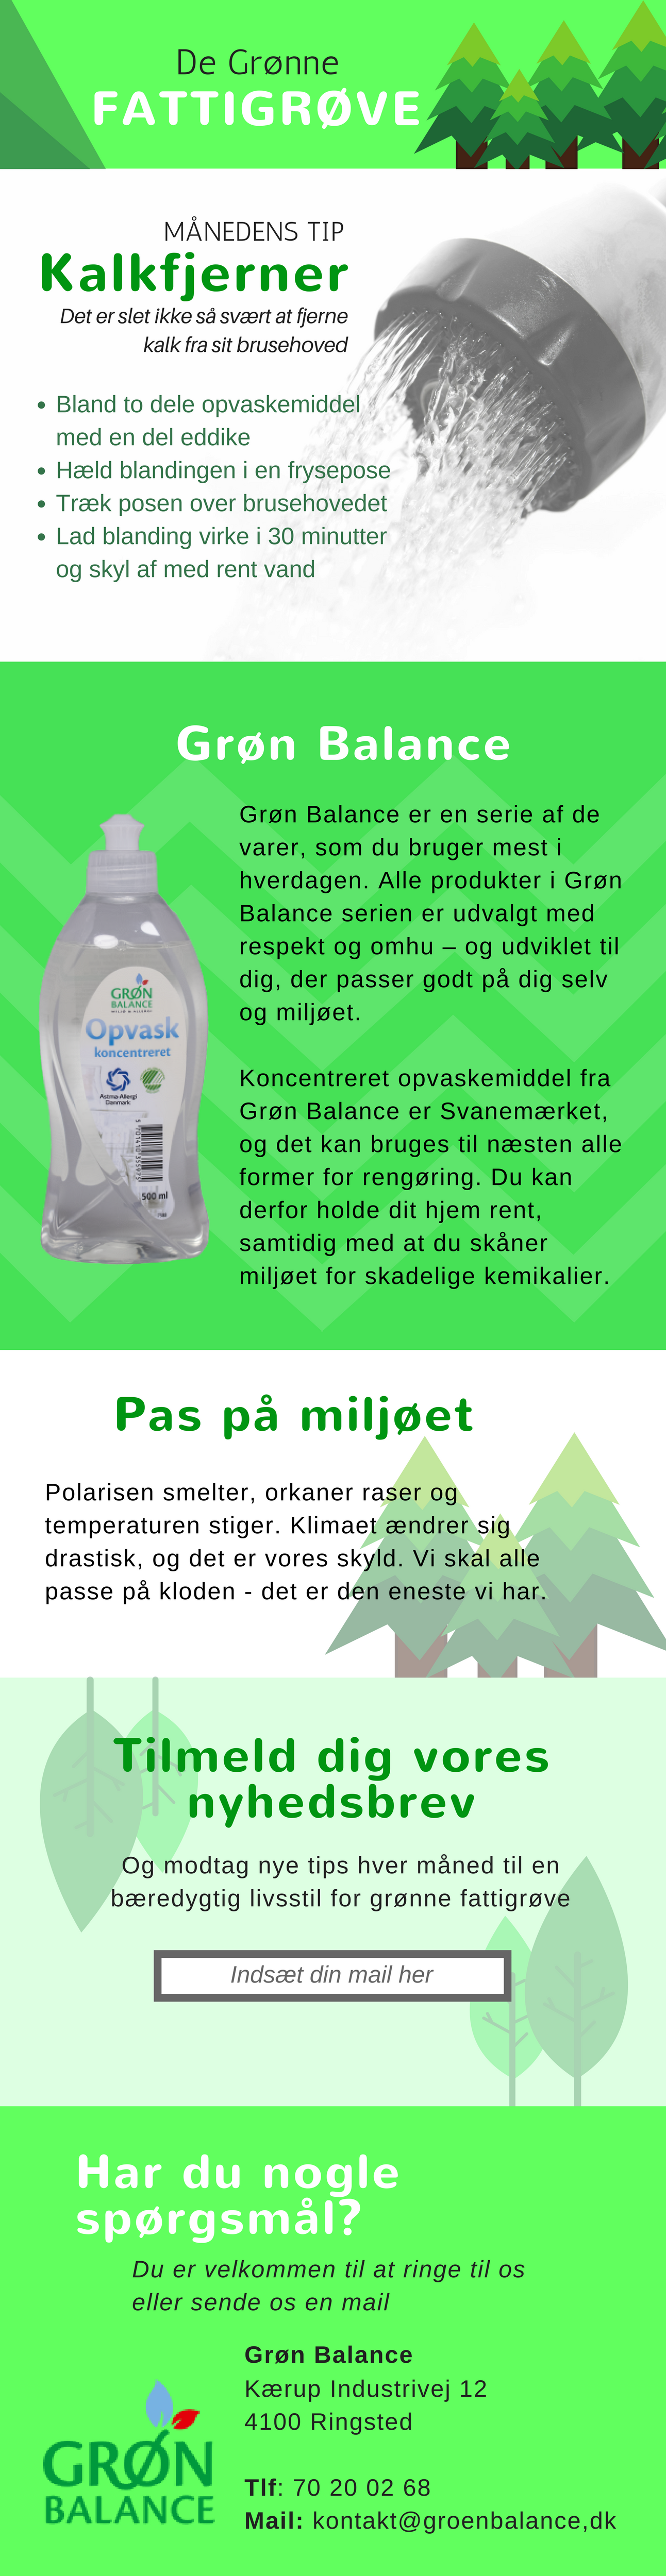 De Grønne
FATTIGRØVE
MÅNEDENS TIP
Kalkfjerner
Det er slet ikke så svært at fjerne
kalk fra sit brusehoved
• Bland to dele opvaskemiddel
med en del eddike
• Hæld blandingen i en frysepose
• Træk posen over brusehovedet
• Lad blanding virke i 30 minutter
og skyl af med rent vand
Grøn Balance
Grøn Balance er en serie af de
varer, som du bruger mest i
hverdagen. Alle produkter i Grøn
Balance serien er udvalgt med
respekt og omhu – og udviklet til
dig, der passer godt på dig selv
og miljøet.
Koncentreret opvaskemiddel fra
Grøn Balance er Svanemærket,
og det kan bruges til næsten alle
former for rengøring. Du kan
derfor holde dit hjem rent,
samtidig med at du skåner
miljøet for skadelige kemikalier.
GRØN
BALANCE
MILJØ & ALLERGI
Opvask
koncentreret
Astma-Allergi
Danmark
500 ml
Pas på miljøet
Polarisen smelter, orkaner raser og
temperaturen stiger. Klimaet ændrer sig
drastisk, og det er vores skyld. Vi skal alle
passe på kloden - det er den eneste vi har.
Tilmeld dig vores
nyhedsbrev
Og modtag nye tips hver måned til en
bæredygtig livsstil for grønne fattigrøve
Indsæt din mail her
Har du nogle
spørgsmål?
Du er velkommen til at ringe til os
eller sende os en mail
Grøn Balance
Kærup Industrivej 12
4100 Ringsted
Tlf: 70 20 02 68
Mail: kontakt@groenbalance,dk
GRØN
BALANCE